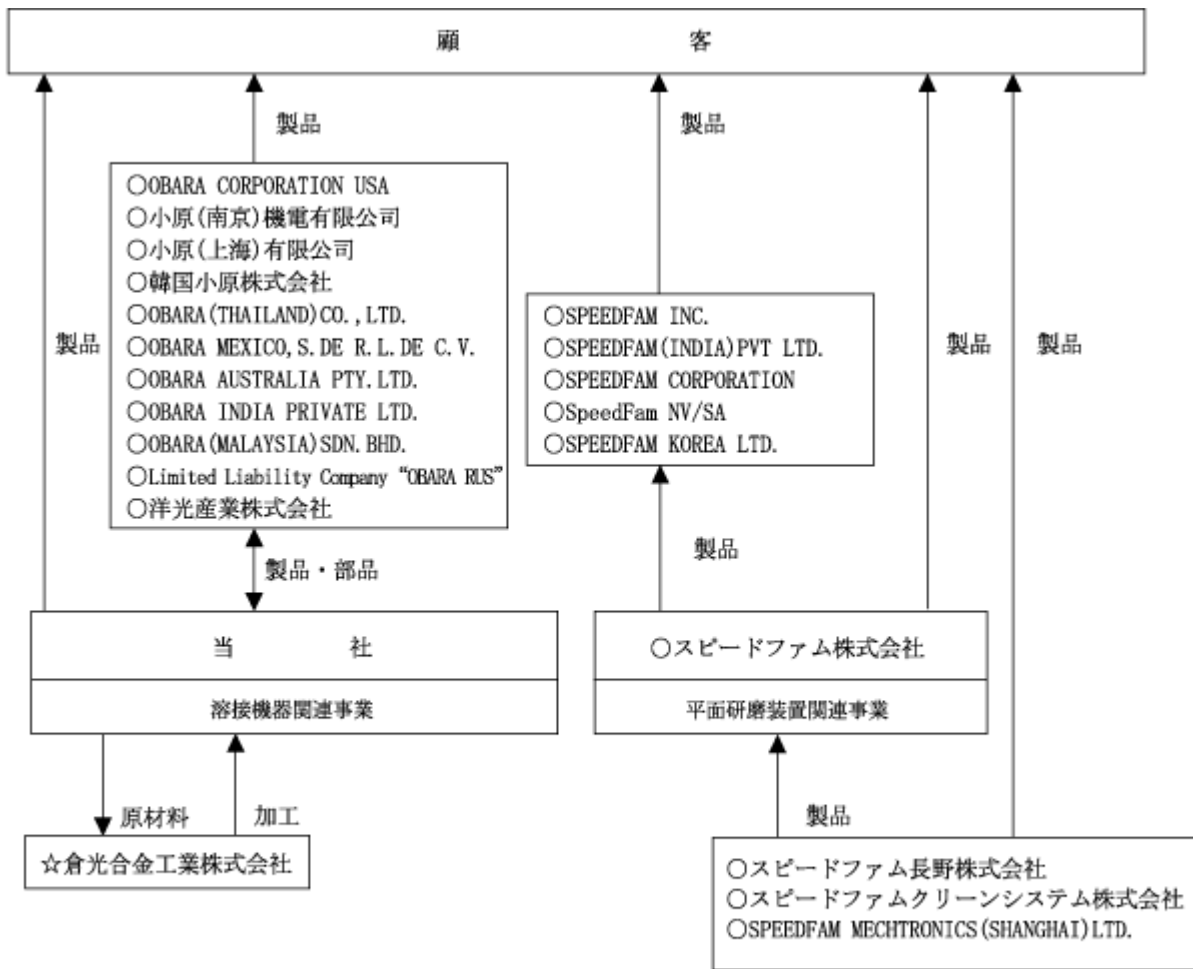 顧客
製品
製品
○OBARA CORPORATION USA
○小原(南京)機電有限公司
○小原(上海)有限公司
○韓国小原株式会社
○OBARA(THAILAND)CO.,LTD.
○OBARA MEXICO,S.DE R.L.DE C.V.
○OBARA AUSTRALIA PTY.LTD.
○OBARA INDIA PRIVATE LTD.
○OBARA(MALAYSIA)SDN.BHD.
○Limited Liability Company “OBARA RUS”
○洋光産業株式会社
○SPEEDFAM INC.
○SPEEDFAM(INDIA)PVT LTD.
○SPEEDFAM CORPORATION
○SpeedFam NV/SA
○SPEEDFAM KOREA LTD.
製品
製品
製品
製品・部品
製品
当社
溶接機器関連事業
○スピードファム株式会社
平面研磨装置関連事業
原材料
加工
製品
☆倉光合金工業株式会社
○スピードファム長野株式会社
○スピードファムクリーンシステム株式会社
○SPEEDFAM MECHTRONICS(SHANGHAI)LTD.